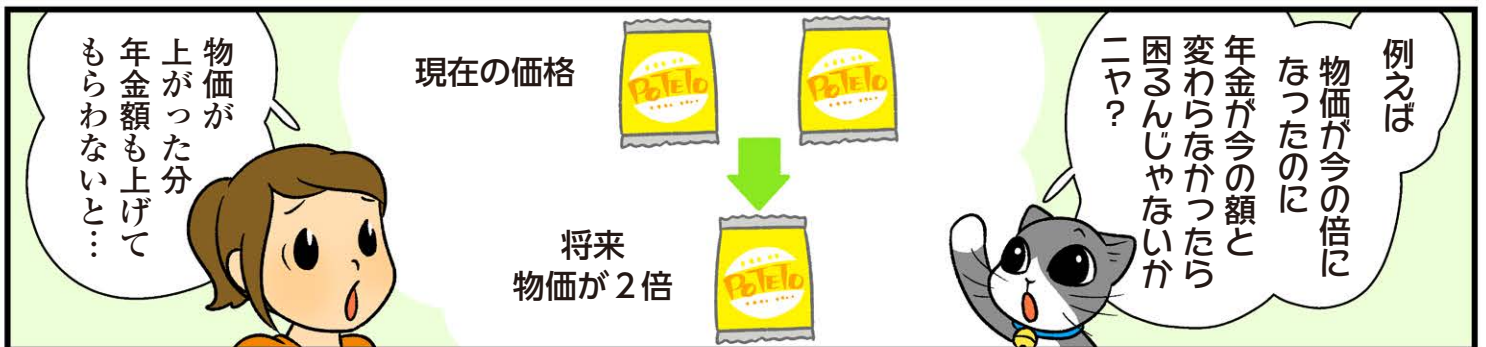 例えば
物価が今の倍に
なったのに
年金が今の額と
変わらなかったら
困るんじゃないか
ニャ？
現在の価格
PoTETo
PoTETo
将来
物価が２倍
PoTETo
物価が
上がった分
年金額も上げて
もらわないと…